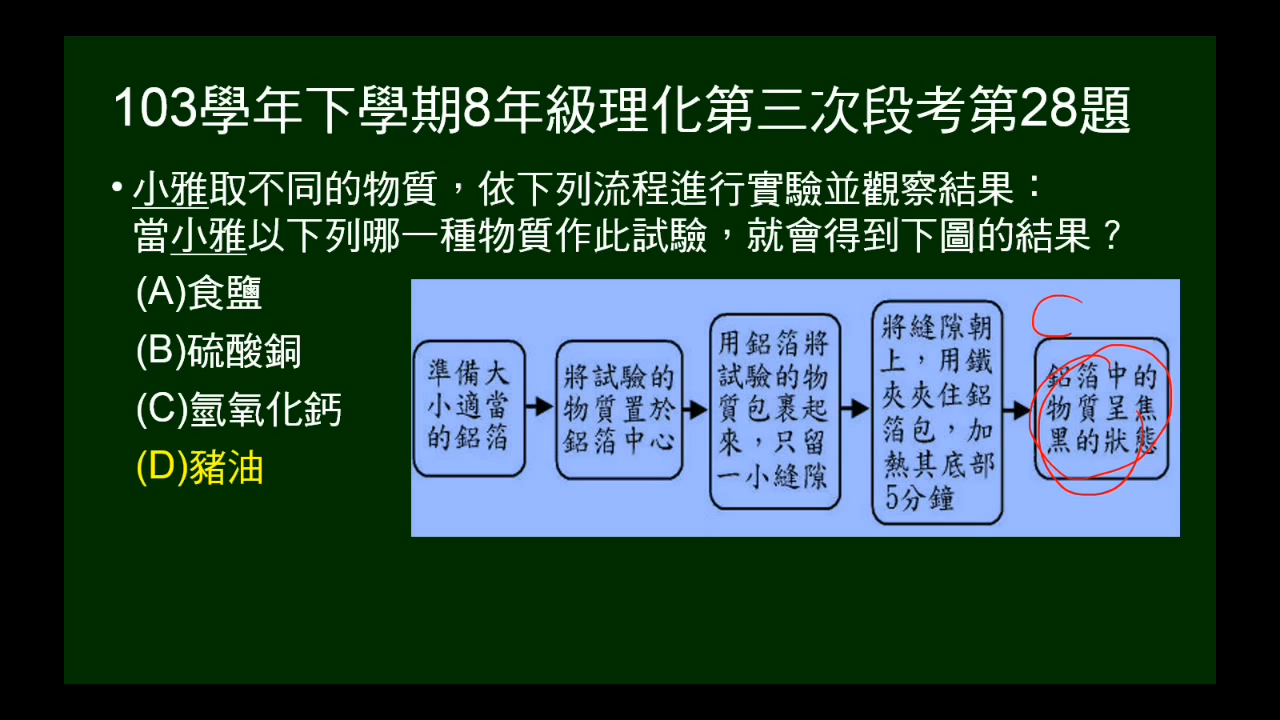 103學年下學期8年級理化第三次段考第28題
•小雅取不同的物質，依下列流程進行實驗並觀察結果：
當小雅以下列哪一種物質作此試驗，就會得到下圖的結果？
(A)食鹽
(B)硫酸銅
(C)氫氧化鈣
(D)豬油
準備大
小適當
的鋁箔
將試驗的
物質置於
鋁箔中心
用鋁箔將
試驗的物
質包裹起
來，只留
一小縫隙
將縫隙朝
上，用鐵
夾夾住鋁
箔包，加
熱其底部
5分鐘
C
鋁箔中的
物質呈焦
黑的狀態